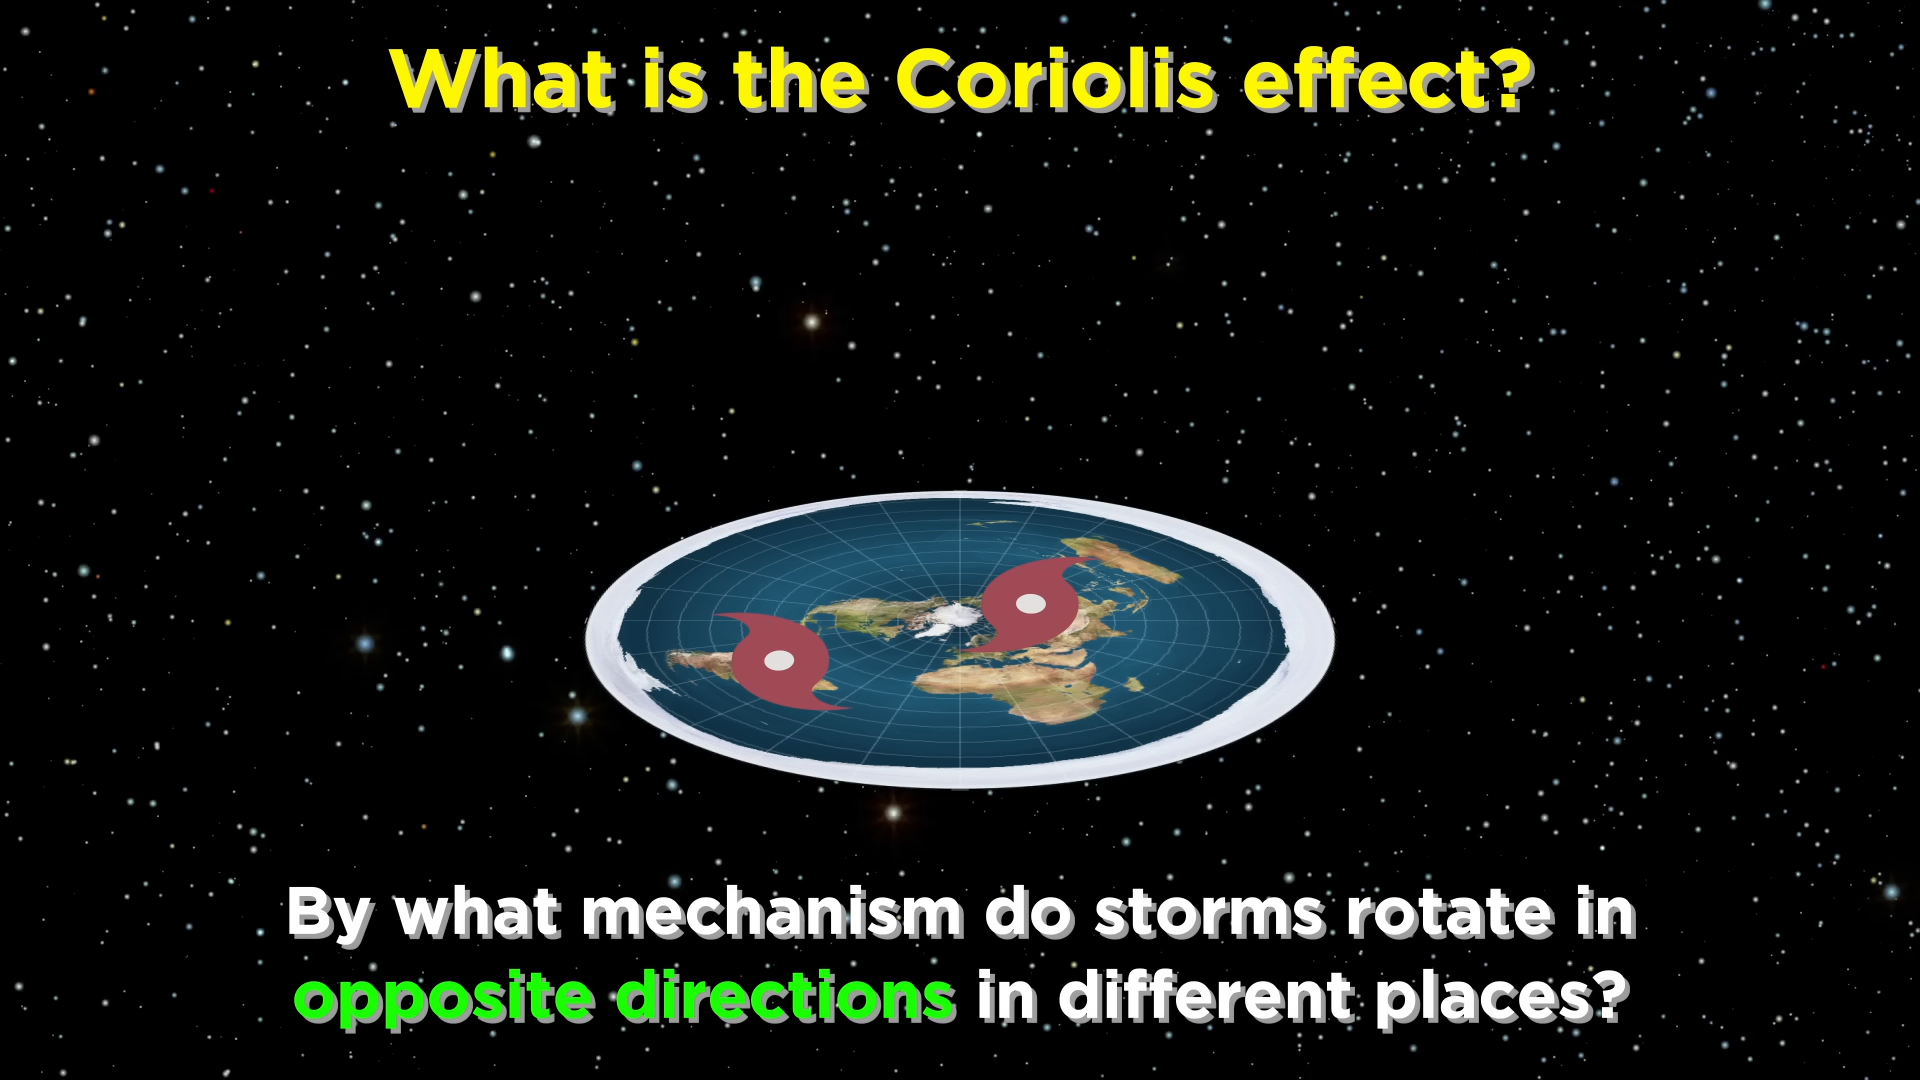 What is the Coriolis effect?
By what mechanism do storms rotate in
opposite directions in different places?